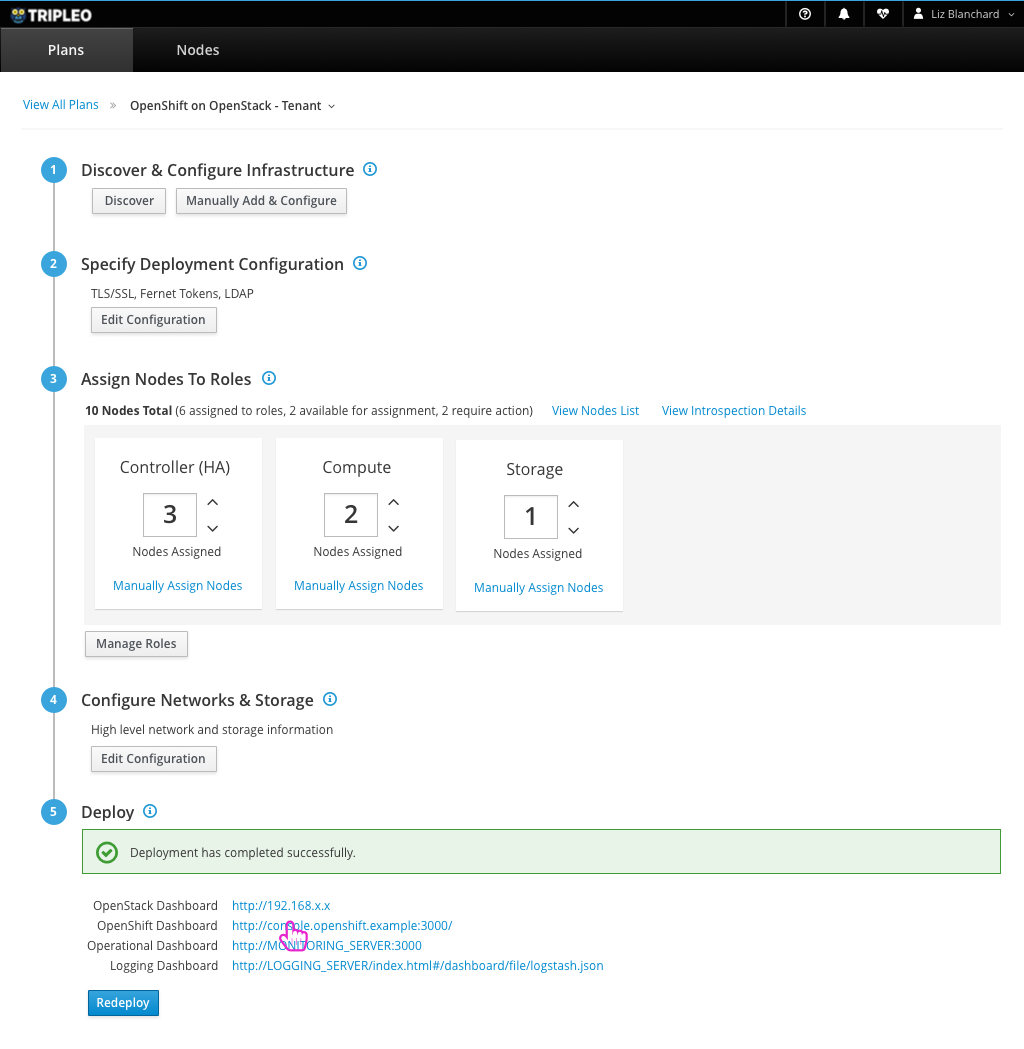 TRIPLEO
Liz Blanchard
Plans Nodes
View All Plans » OpenShift on OpenStack - Tenant
1 Discover & Configure Infrastructure
Discover Manually Add & Configure
2 Specify Deployment Configuration
TLS/SSL, Fernet Tokens, LDAP
Edit Configuration
3 Assign Nodes To Roles
10 Nodes Total (6 assigned to roles, 2 available for assignment, 2 require action) View Nodes List View Introspection Details
Controller (HA) Compute Storage
3 2 1
Nodes Assigned Nodes Assigned Nodes Assigned
Manually Assign Nodes Manually Assign Nodes Manually Assign Nodes
Manage Roles
4 Configure Networks & Storage
High level network and storage information
Edit Configuration
5 Deploy
Deployment has completed successfully.
OpenStack Dashboard http://192.168.x.x
OpenShift Dashboard http://console.openshift.example:3000/
Operational Dashboard http://MONITORING_SERVER:3000
Logging Dashboard http://LOGGING_SERVER/index.html#/dashboard/file/logstash.json
Redeploy